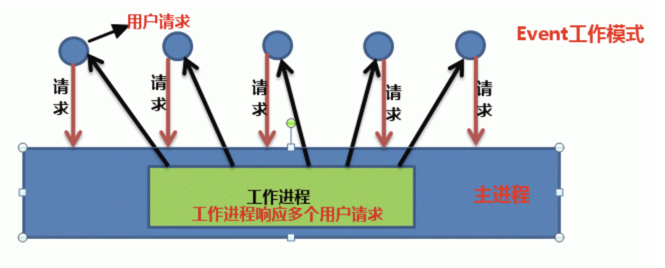 用户请求
Event工作模式
请求
请求
请求
请求
请求
工作进程
工作进程响应多个用户请求
主进程